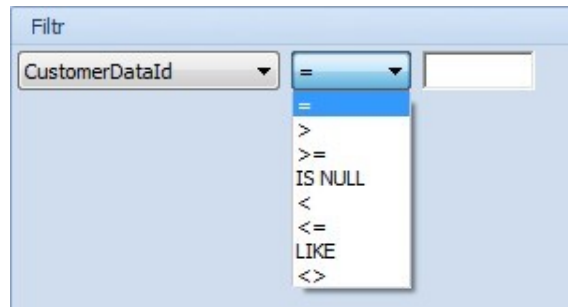 Filtr
CustomerDataId =
=
>
>=
IS NULL
<
<=
LIKE
<>